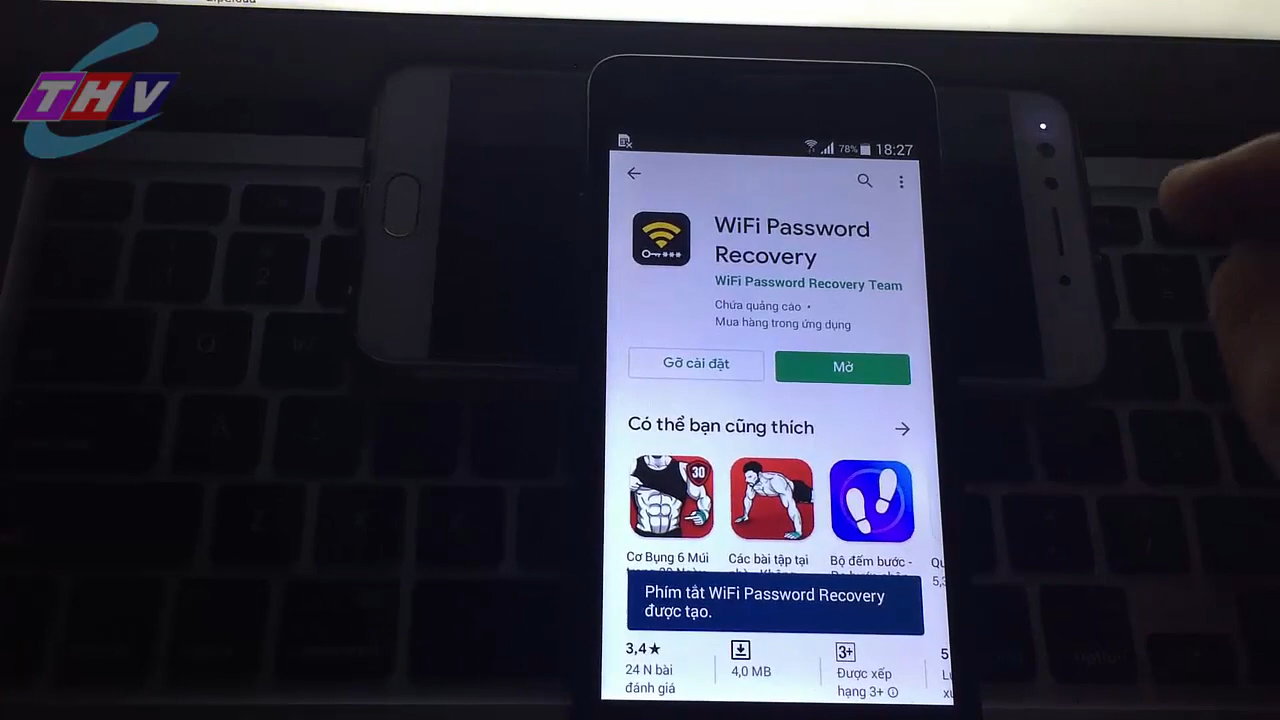 THV
78% 18:27
WiFi Password
Recovery
WiFi Password Recovery Team
Chứa quảng cáo •
Mua hàng trong ứng dụng
Gỡ cài đặt
Mở
Có thể bạn cũng thích
30
Cơ Bụng 6 Múi
Các bài tập tại
Bộ đếm bước -
Phím tắt WiFi Password Recovery
được tạo.
3,4★
24 N bài
đánh giá
4,0 MB
3+
Được xếp
hạng 3+